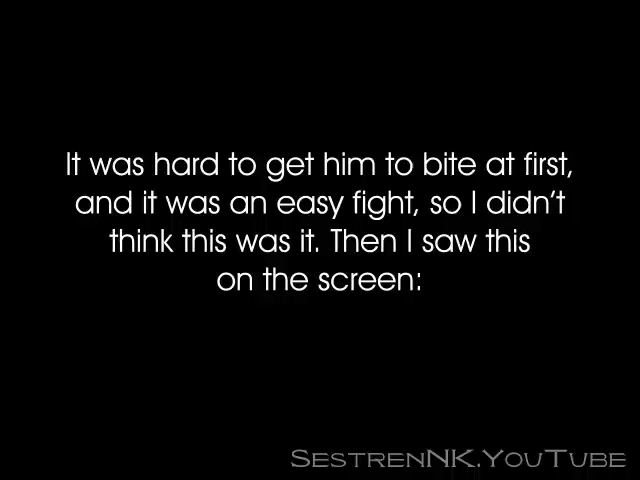 It was hard to get him to bite at first,
and it was an easy fight, so I didn't
think this was it. Then I saw this
on the screen:
SestrenNK.YouTube